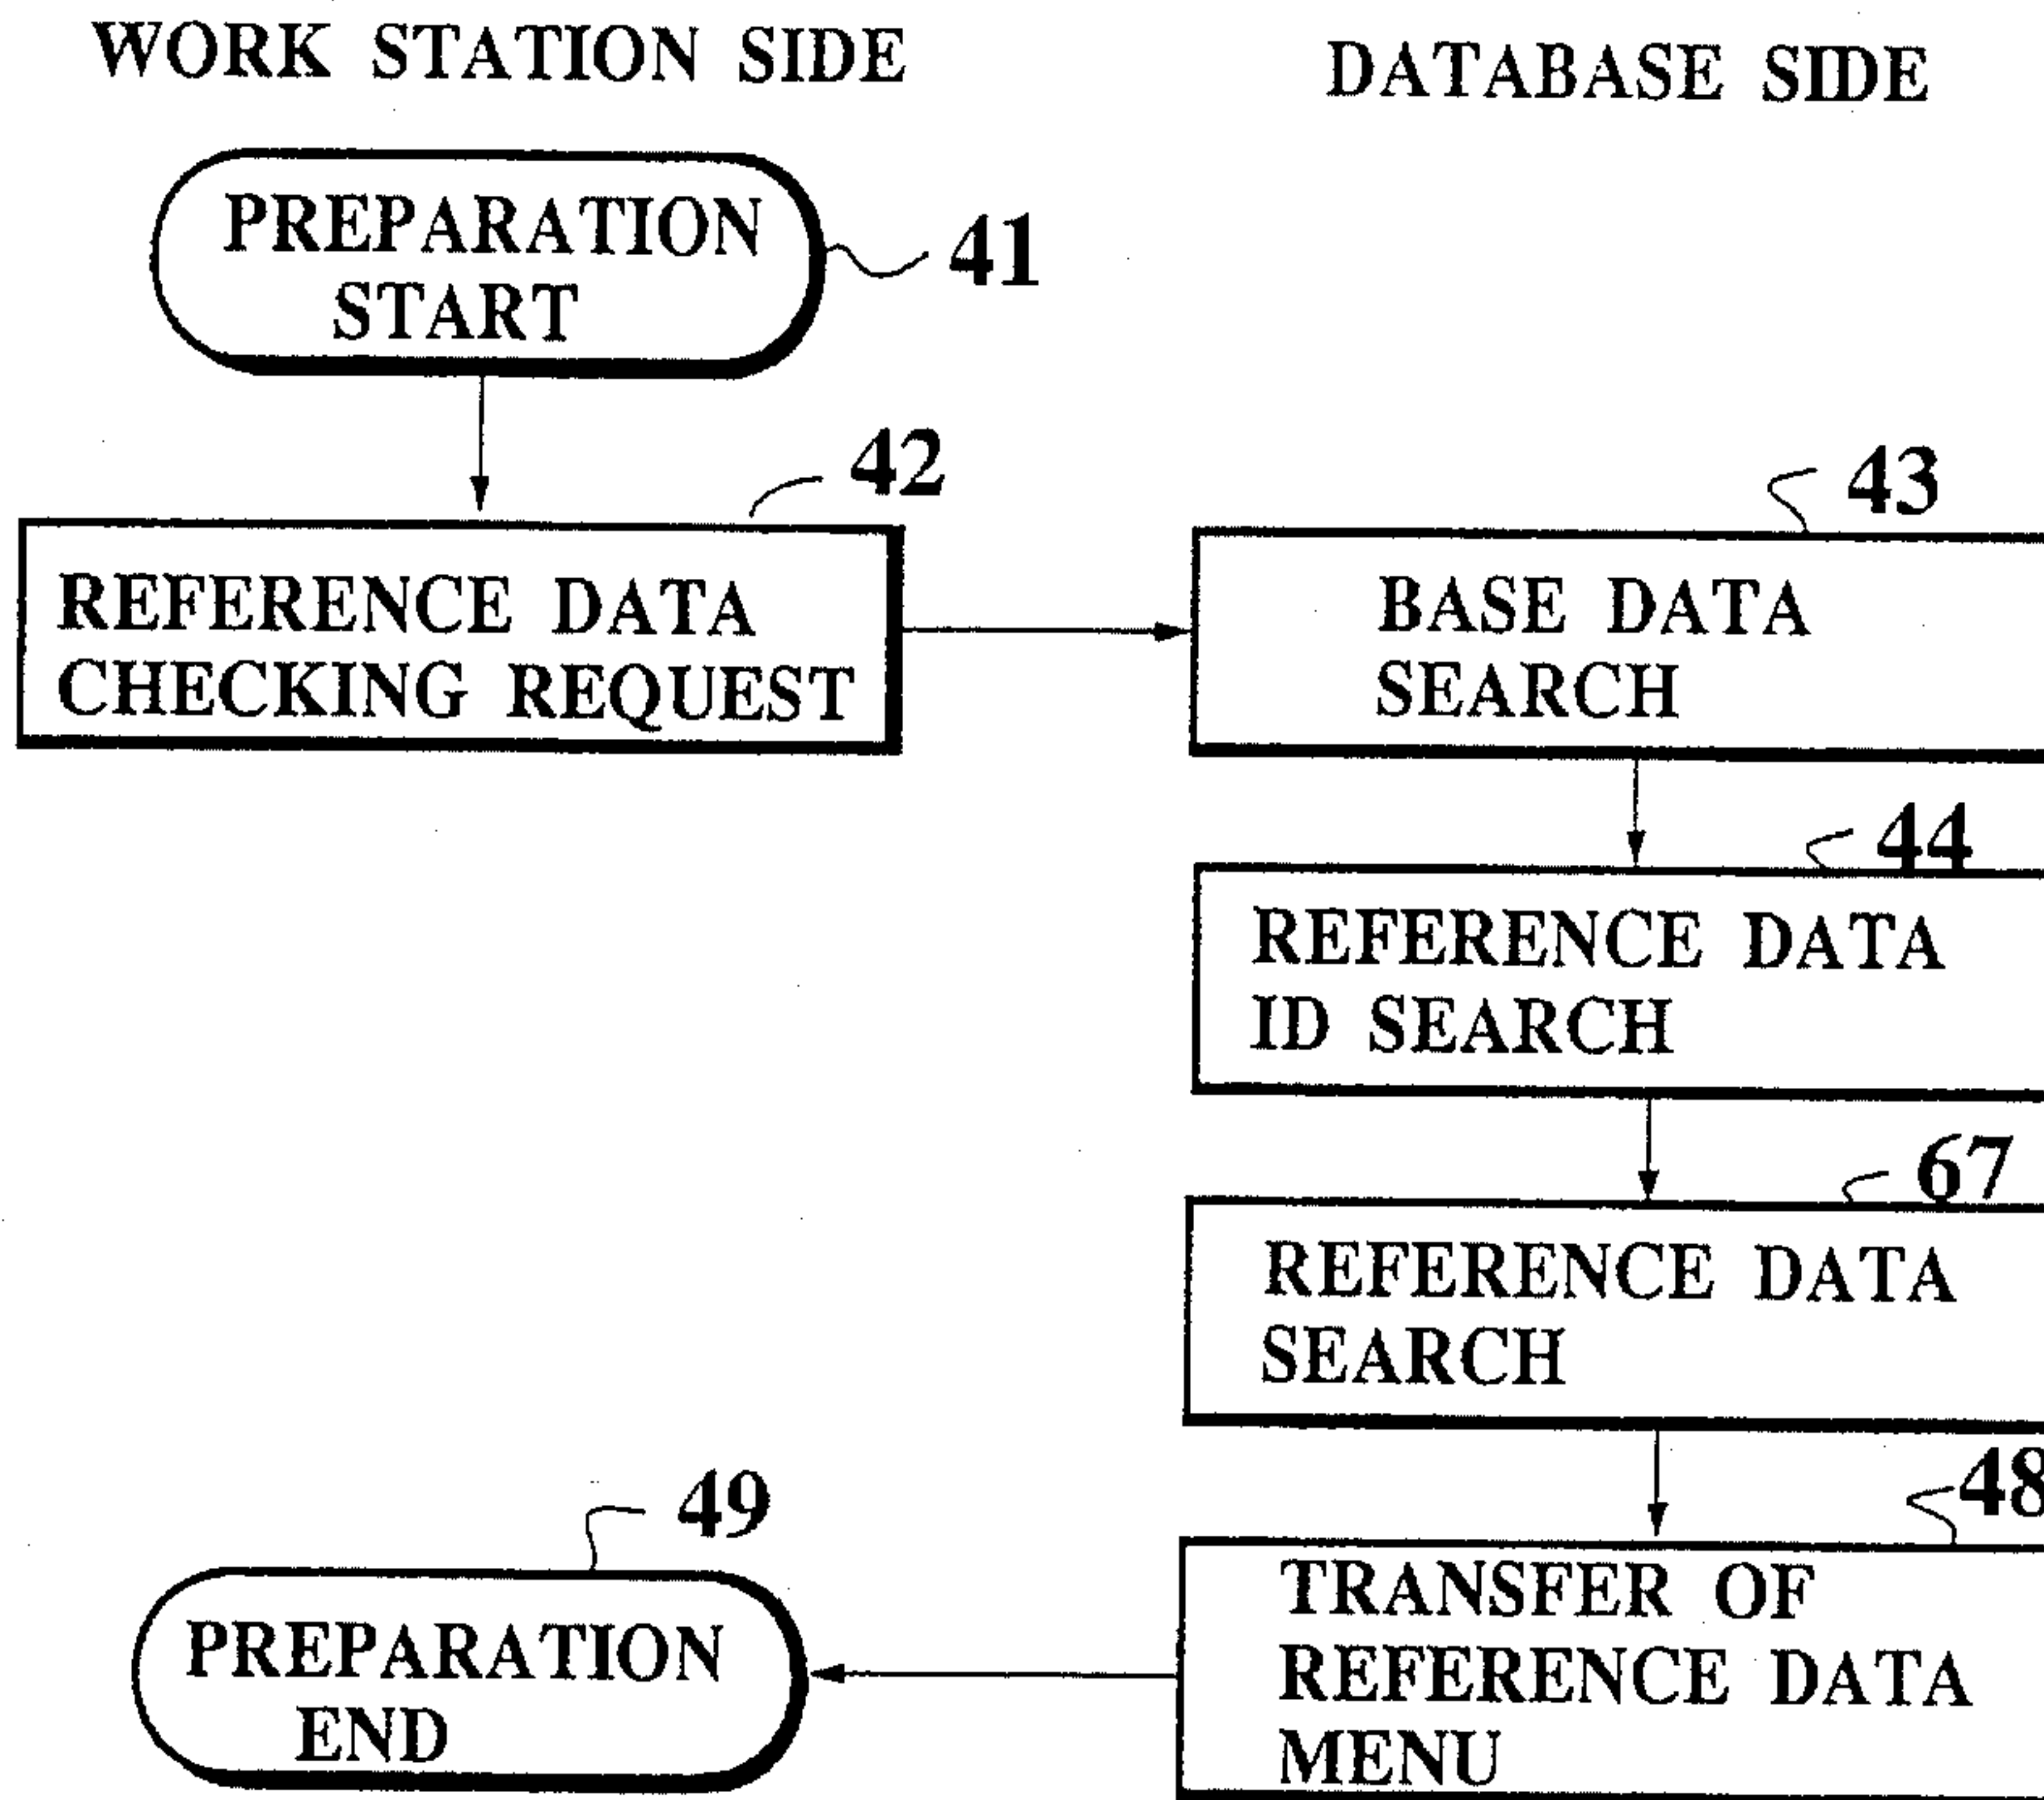 WORK STATION SIDE
DATABASE SIDE
PREPARATION
START
41
42
REFERENCE DATA
CHECKING REQUEST
43
BASE DATA
SEARCH
44
REFERENCE DATA
ID SEARCH
67
REFERENCE DATA
SEARCH
48
TRANSFER OF
REFERENCE DATA
MENU
49
PREPARATION
END